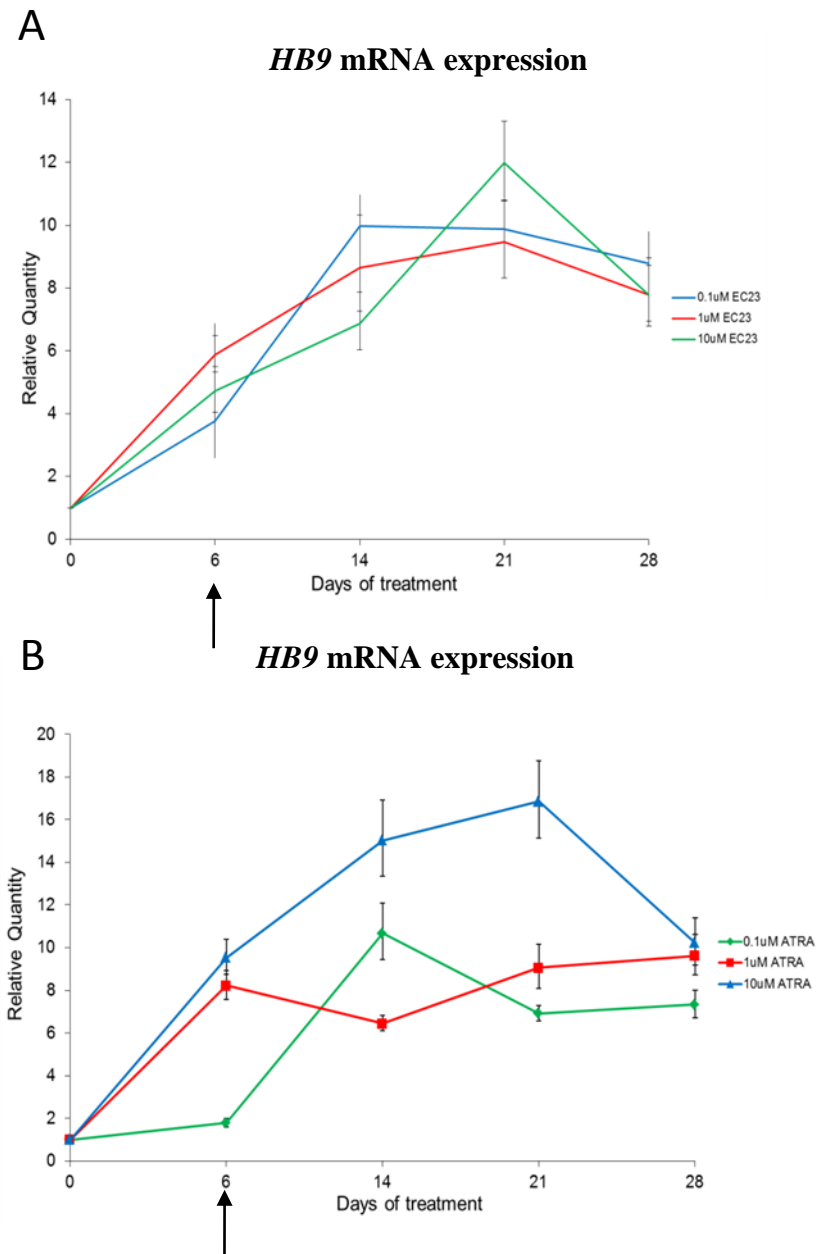 A
HB9 mRNA expression
14
12
10
8
6
4
2
0
Relative Quantity
0 6 14 21 28
Days of treatment
0.1uM EC23
1uM EC23
10uM EC23
B
HB9 mRNA expression
20
18
16
14
12
10
8
6
4
2
0
Relative Quantity
0 6 14 21 28
Days of treatment
0.1uM ATRA
1uM ATRA
10uM ATRA